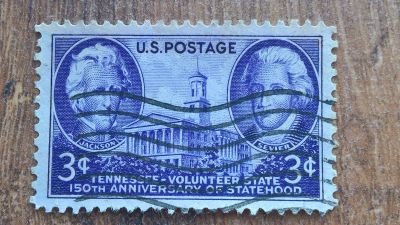 U.S. POSTAGE
JACKSON
SEVIER
3¢ 3¢
TENNESSEE-VOLUNTEER STATE
150TH ANNIVERSARY OF STATEHOOD